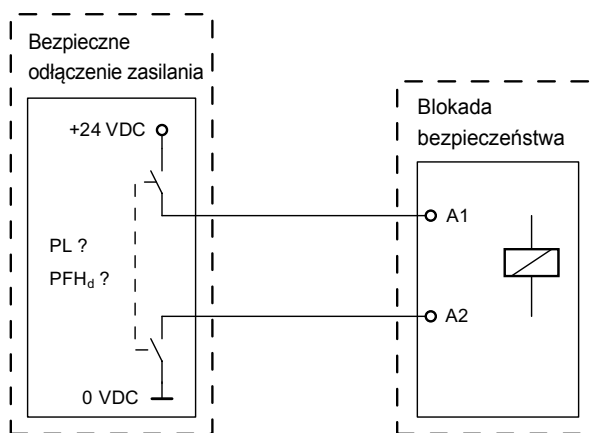 Bezpieczne
odłączenie zasilania
+24 VDC
PL ?
PFHd ?
0 VDC
Blokada
bezpieczeństwa
A1
A2